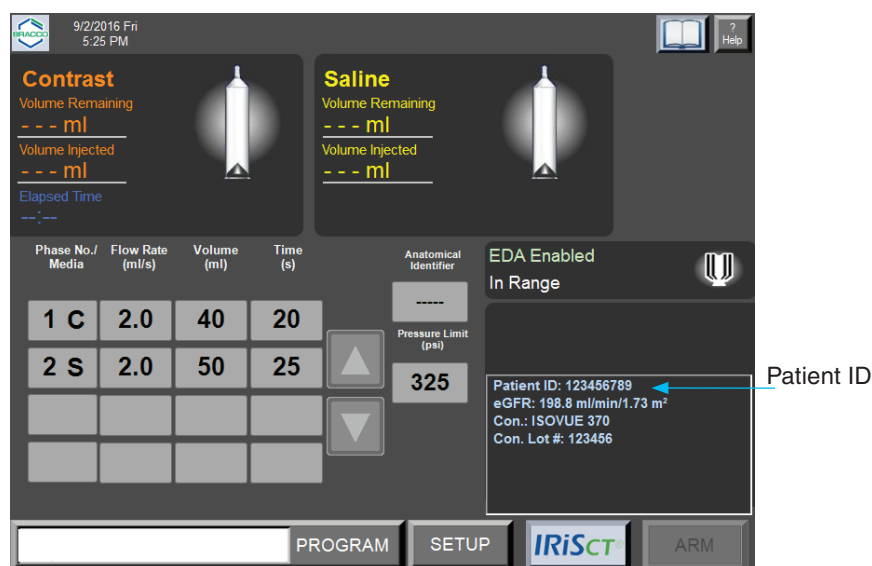 BRACCO
9/2/2016 Fri
5:25 PM
? Help
Contrast
Volume Remaining
- - - ml
Volume Injected
- - - ml
Elapsed Time
--:--
Saline
Volume Remaining
- - - ml
Volume Injected
- - - ml
Phase No./ Media Flow Rate (ml/s) Volume (ml) Time (s)
1 C 2.0 40 20
2 S 2.0 50 25
Anatomical
Identifier
-----
Pressure Limit
(psi)
325
EDA Enabled
In Range
Patient ID: 123456789
eGFR: 198.8 ml/min/1.73 m²
Con.: ISOVUE 370
Con. Lot #: 123456
Patient ID
PROGRAM
SETUP
IRiSCT®
ARM